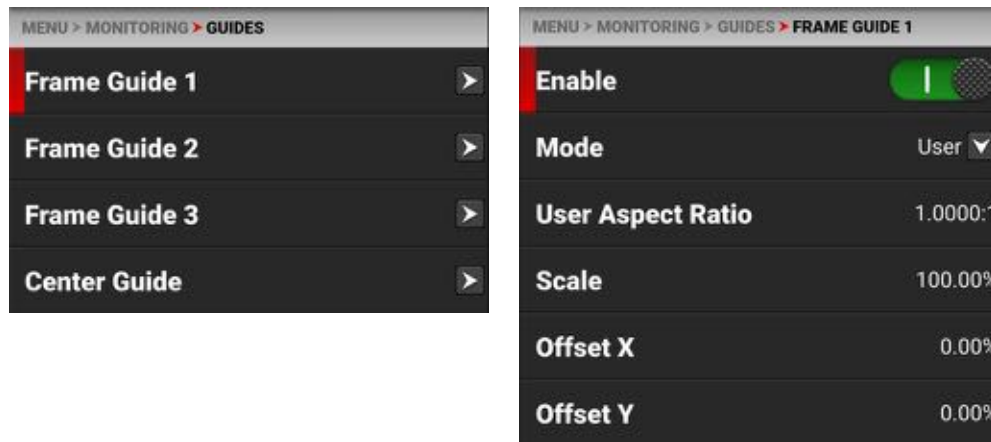 MENU > MONITORING > GUIDES
Frame Guide 1
Frame Guide 2
Frame Guide 3
Center Guide
MENU > MONITORING > GUIDES > FRAME GUIDE 1
Enable
Mode User
User Aspect Ratio 1.0000:1
Scale 100.00%
Offset X 0.00%
Offset Y 0.00%